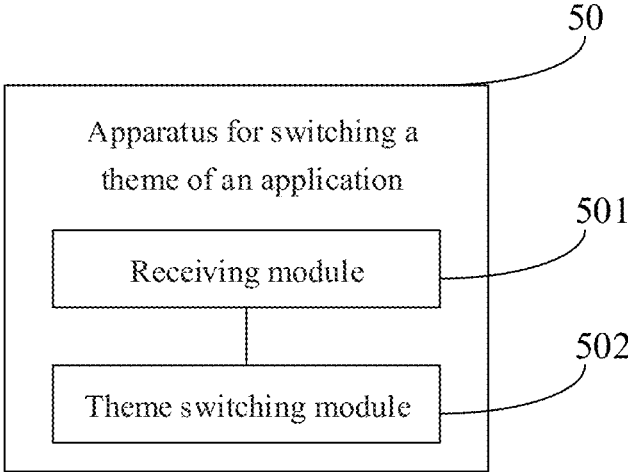 50
Apparatus for switching a
theme of an application
501
Receiving module
502
Theme switching module